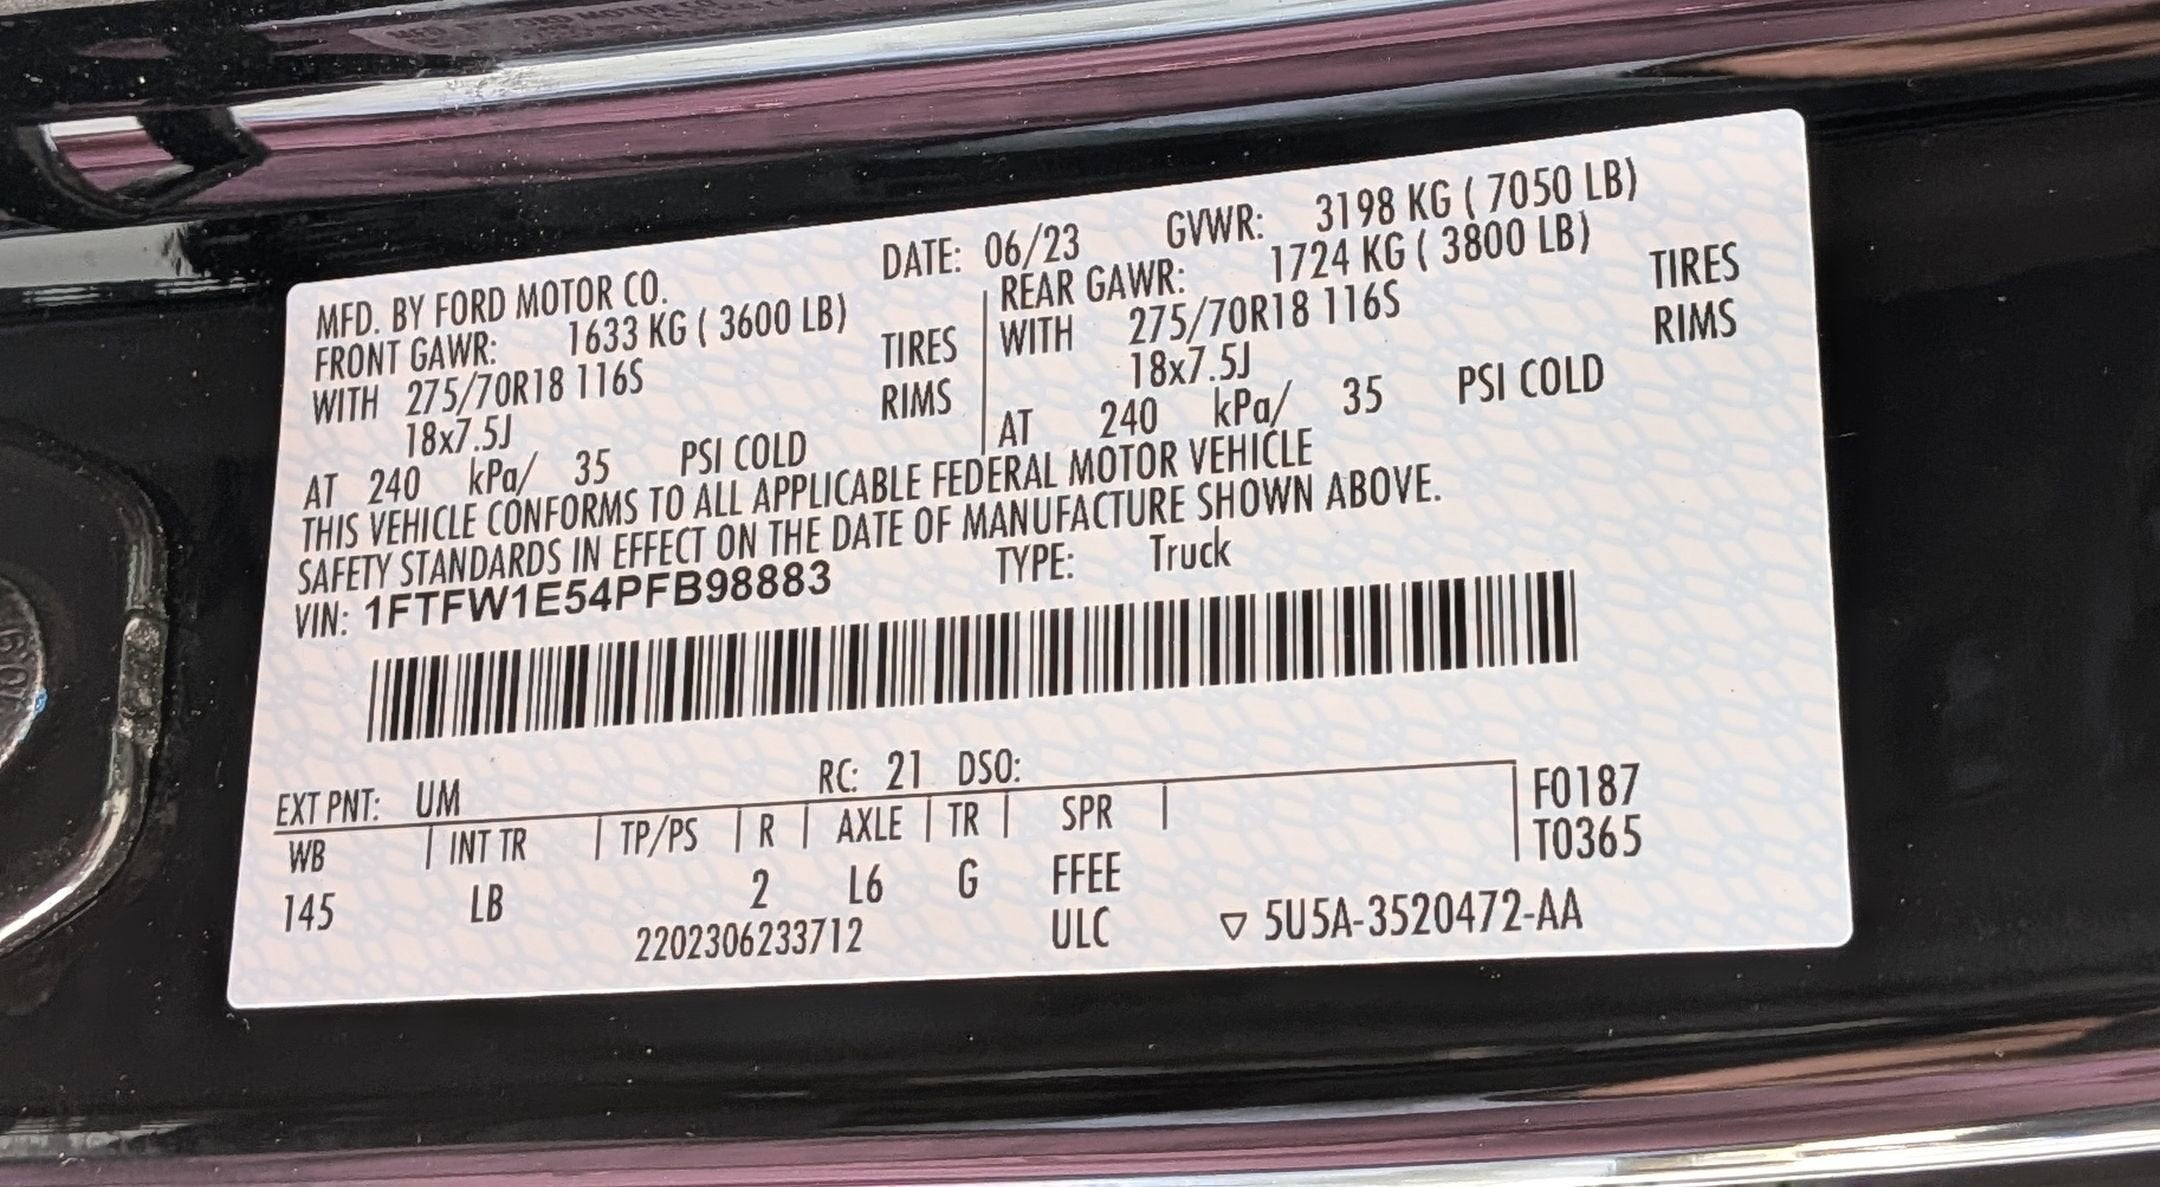 MFD. BY FORD MOTOR CO. DATE: 06/23 GVWR: 3198 KG ( 7050 LB)
FRONT GAWR: 1633 KG ( 3600 LB) REAR GAWR: 1724 KG ( 3800 LB)
WITH 275/70R18 116S TIRES WITH 275/70R18 116S TIRES
18x7.5J RIMS 18x7.5J RIMS
AT 240 kPa/ 35 PSI COLD AT 240 kPa/ 35 PSI COLD
THIS VEHICLE CONFORMS TO ALL APPLICABLE FEDERAL MOTOR VEHICLE
SAFETY STANDARDS IN EFFECT ON THE DATE OF MANUFACTURE SHOWN ABOVE.
VIN: 1FTFW1E54PFB98883 TYPE: Truck
EXT PNT: UM RC: 21 DSO:
WB INT TR TP/PS R AXLE TR SPR F0187
T0365
145 LB 2 L6 G FFEE
2202306233712 ULC ▽ 5U5A-3520472-AA